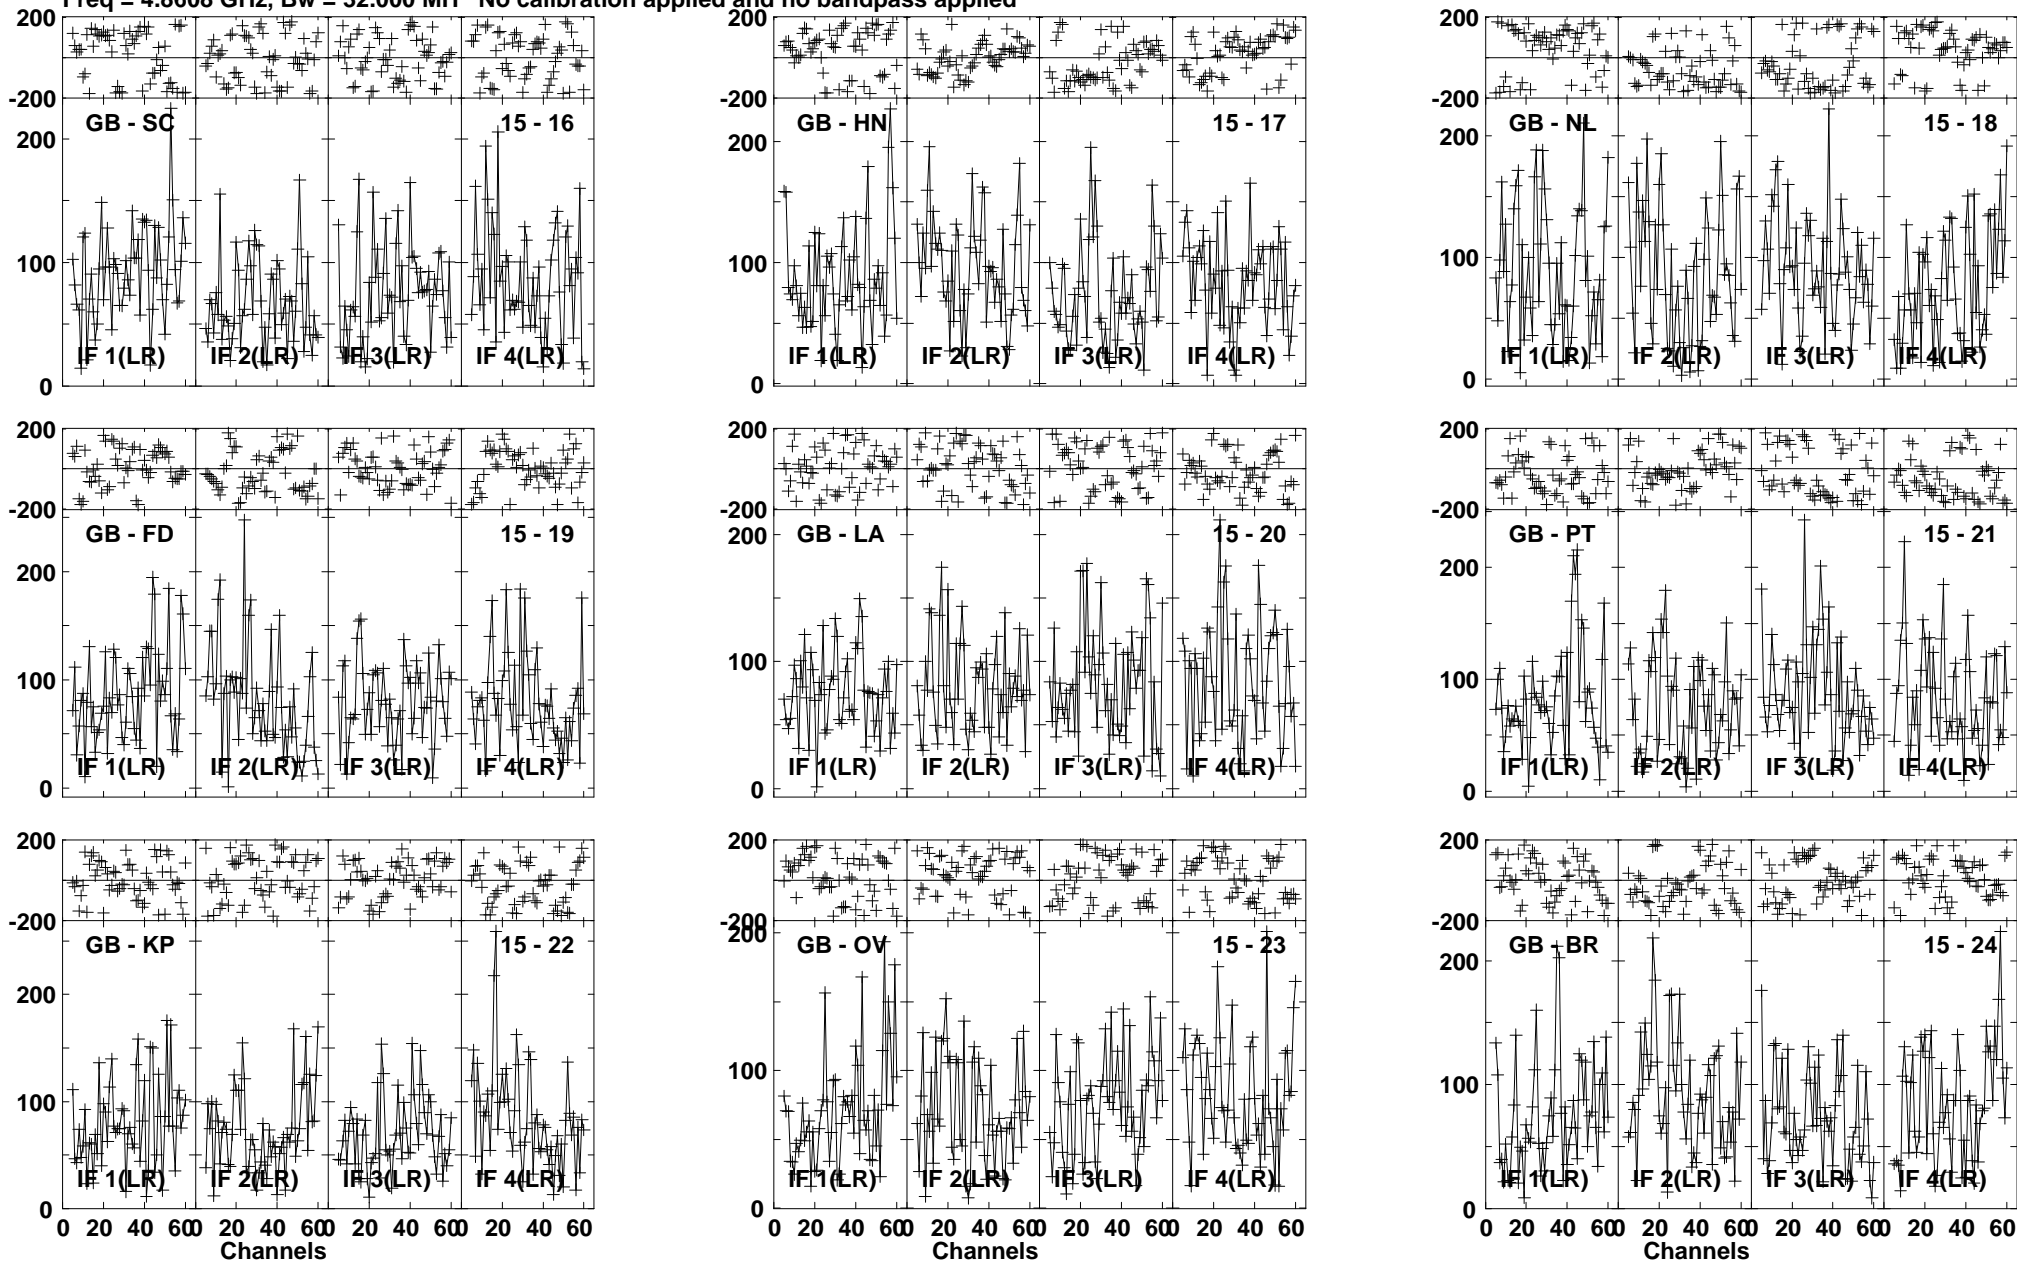 Freq = 4.8608 GHz, Bw = 32.000 MH No calibration applied and no bandpass applied
200
-200
GB - SC
15 - 16
200
100
0
IF 1(LR) IF 2(LR) IF 3(LR) IF 4(LR)
200
-200
GB - HN
15 - 17
200
100
0
IF 1(LR) IF 2(LR) IF 3(LR) IF 4(LR)
200
-200
GB - NL
15 - 18
200
100
0
IF 1(LR) IF 2(LR) IF 3(LR) IF 4(LR)
200
-200
GB - FD
15 - 19
200
100
0
IF 1(LR) IF 2(LR) IF 3(LR) IF 4(LR)
200
-200
GB - LA
15 - 20
200
100
0
IF 1(LR) IF 2(LR) IF 3(LR) IF 4(LR)
200
-200
GB - PT
15 - 21
200
100
0
IF 1(LR) IF 2(LR) IF 3(LR) IF 4(LR)
200
-200
GB - KP
15 - 22
200
100
0
IF 1(LR) IF 2(LR) IF 3(LR) IF 4(LR)
0 20 40 60 0 20 40 60 0 20 40 60 0 20 40 60
Channels
200
-200
GB - OV
15 - 23
200
100
0
IF 1(LR) IF 2(LR) IF 3(LR) IF 4(LR)
0 20 40 60 0 20 40 60 0 20 40 60 0 20 40 60
Channels
200
-200
GB - BR
15 - 24
200
100
0
IF 1(LR) IF 2(LR) IF 3(LR) IF 4(LR)
0 20 40 60 0 20 40 60 0 20 40 60 0 20 40 60
Channels